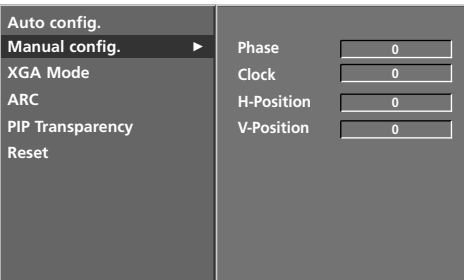 Auto config.
Manual config. ►
XGA Mode
ARC
PIP Transparency
Reset
Phase 0
Clock 0
H-Position 0
V-Position 0